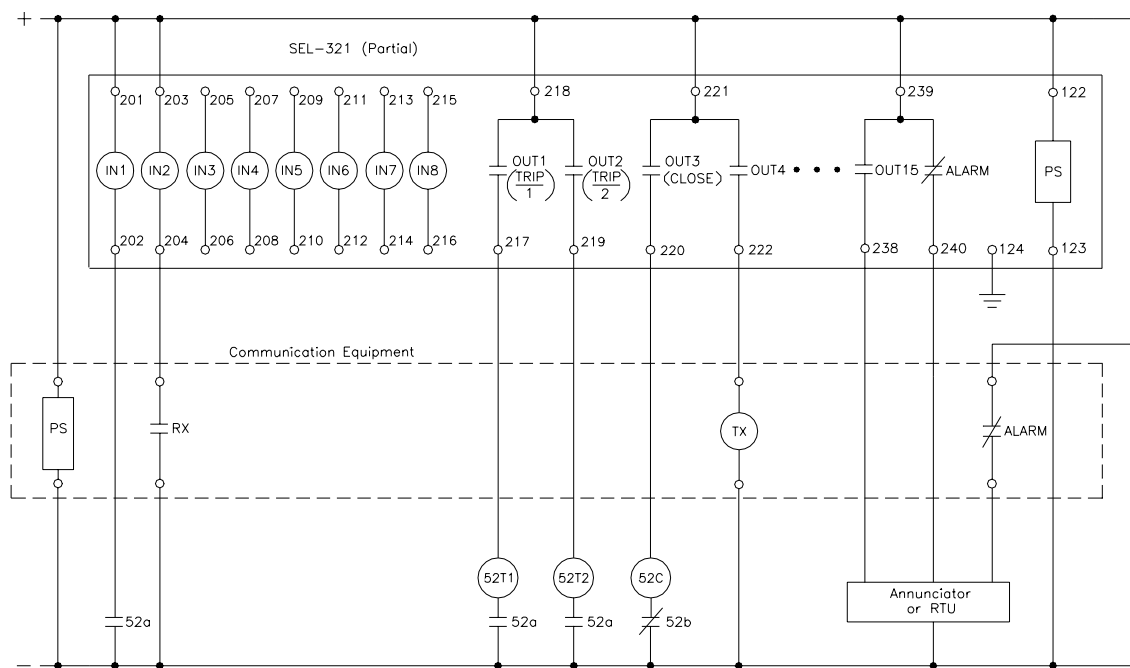 +
SEL-321 (Partial)
201 203 205 207 209 211 213 215 218 221 239 122
IN1 IN2 IN3 IN4 IN5 IN6 IN7 IN8
OUT1
(TRIP
1)
OUT2
(TRIP
2)
OUT3
(CLOSE)
OUT4
OUT15
ALARM
PS
202 204 206 208 210 212 214 216 217 219 220 222 238 240 124 123
Communication Equipment
PS
RX
TX
ALARM
52T1 52T2 52C
Annunciator
or RTU
52a 52a 52a 52b
−